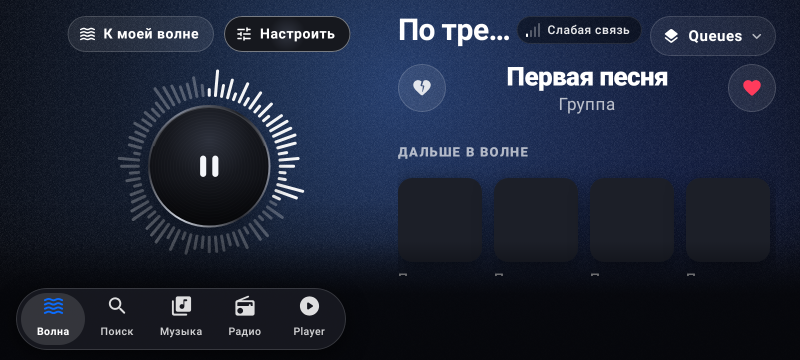 К моей волне
Настроить
По тре...
Слабая связь
Queues
Первая песня
Группа
ДАЛЬШЕ В ВОЛНЕ
Волна
Поиск
Музыка
Радио
Player